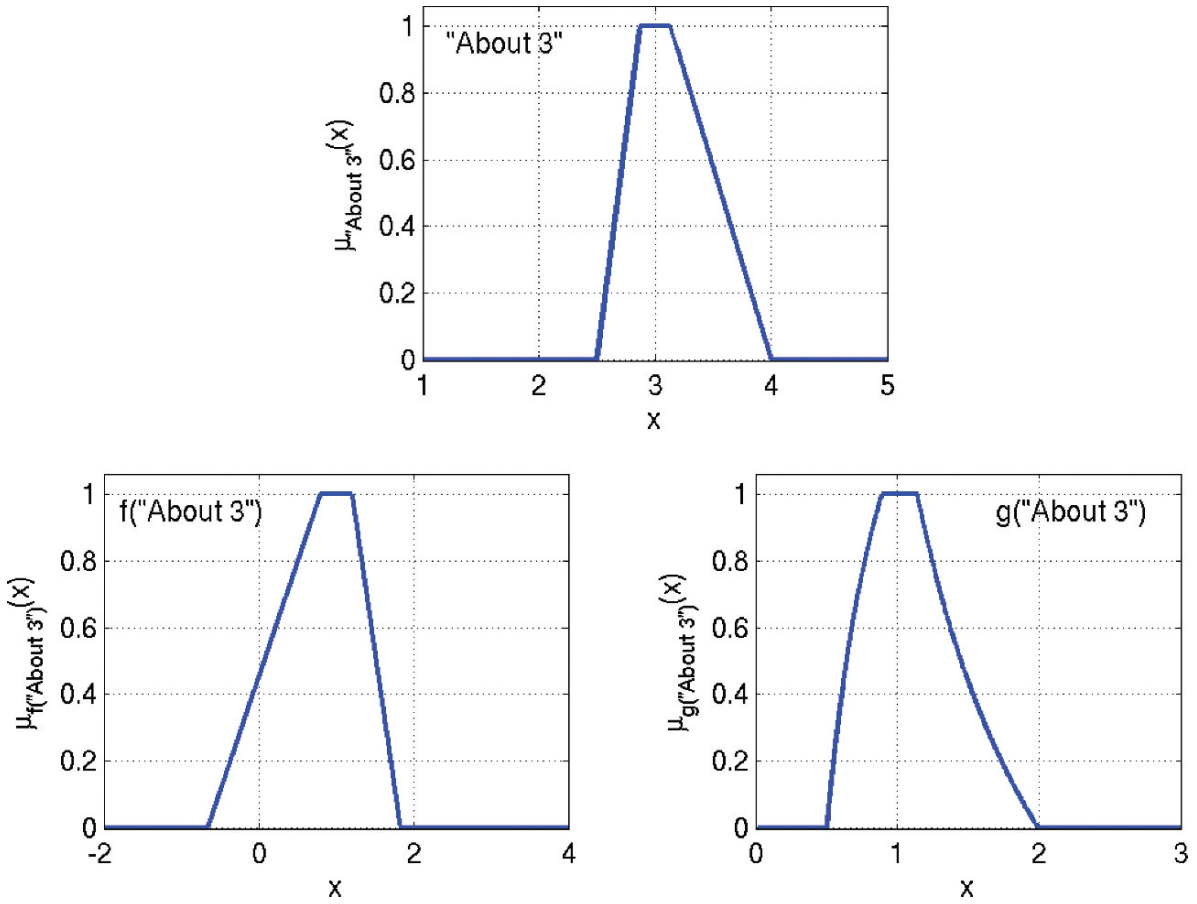 "About 3"
1
0.8
0.6
0.4
0.2
0
μ"About 3"(x)
1 2 3 4 5
x
f("About 3")
1
0.8
0.6
0.4
0.2
0
μf("About 3")(x)
-2 0 2 4
x
g("About 3")
1
0.8
0.6
0.4
0.2
0
μg("About 3")(x)
0 1 2 3
x